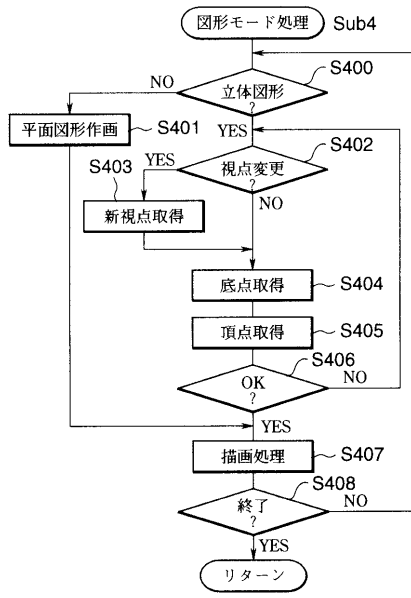 図形モード処理 Sub4
S400
NO
立体図形
?
平面図形作画 S401
YES
S402
S403
YES
視点変更
?
新視点取得
NO
底点取得 S404
頂点取得 S405
S406
OK
?
NO
YES
描画処理 S407
S408
終了
?
NO
YES
リターン